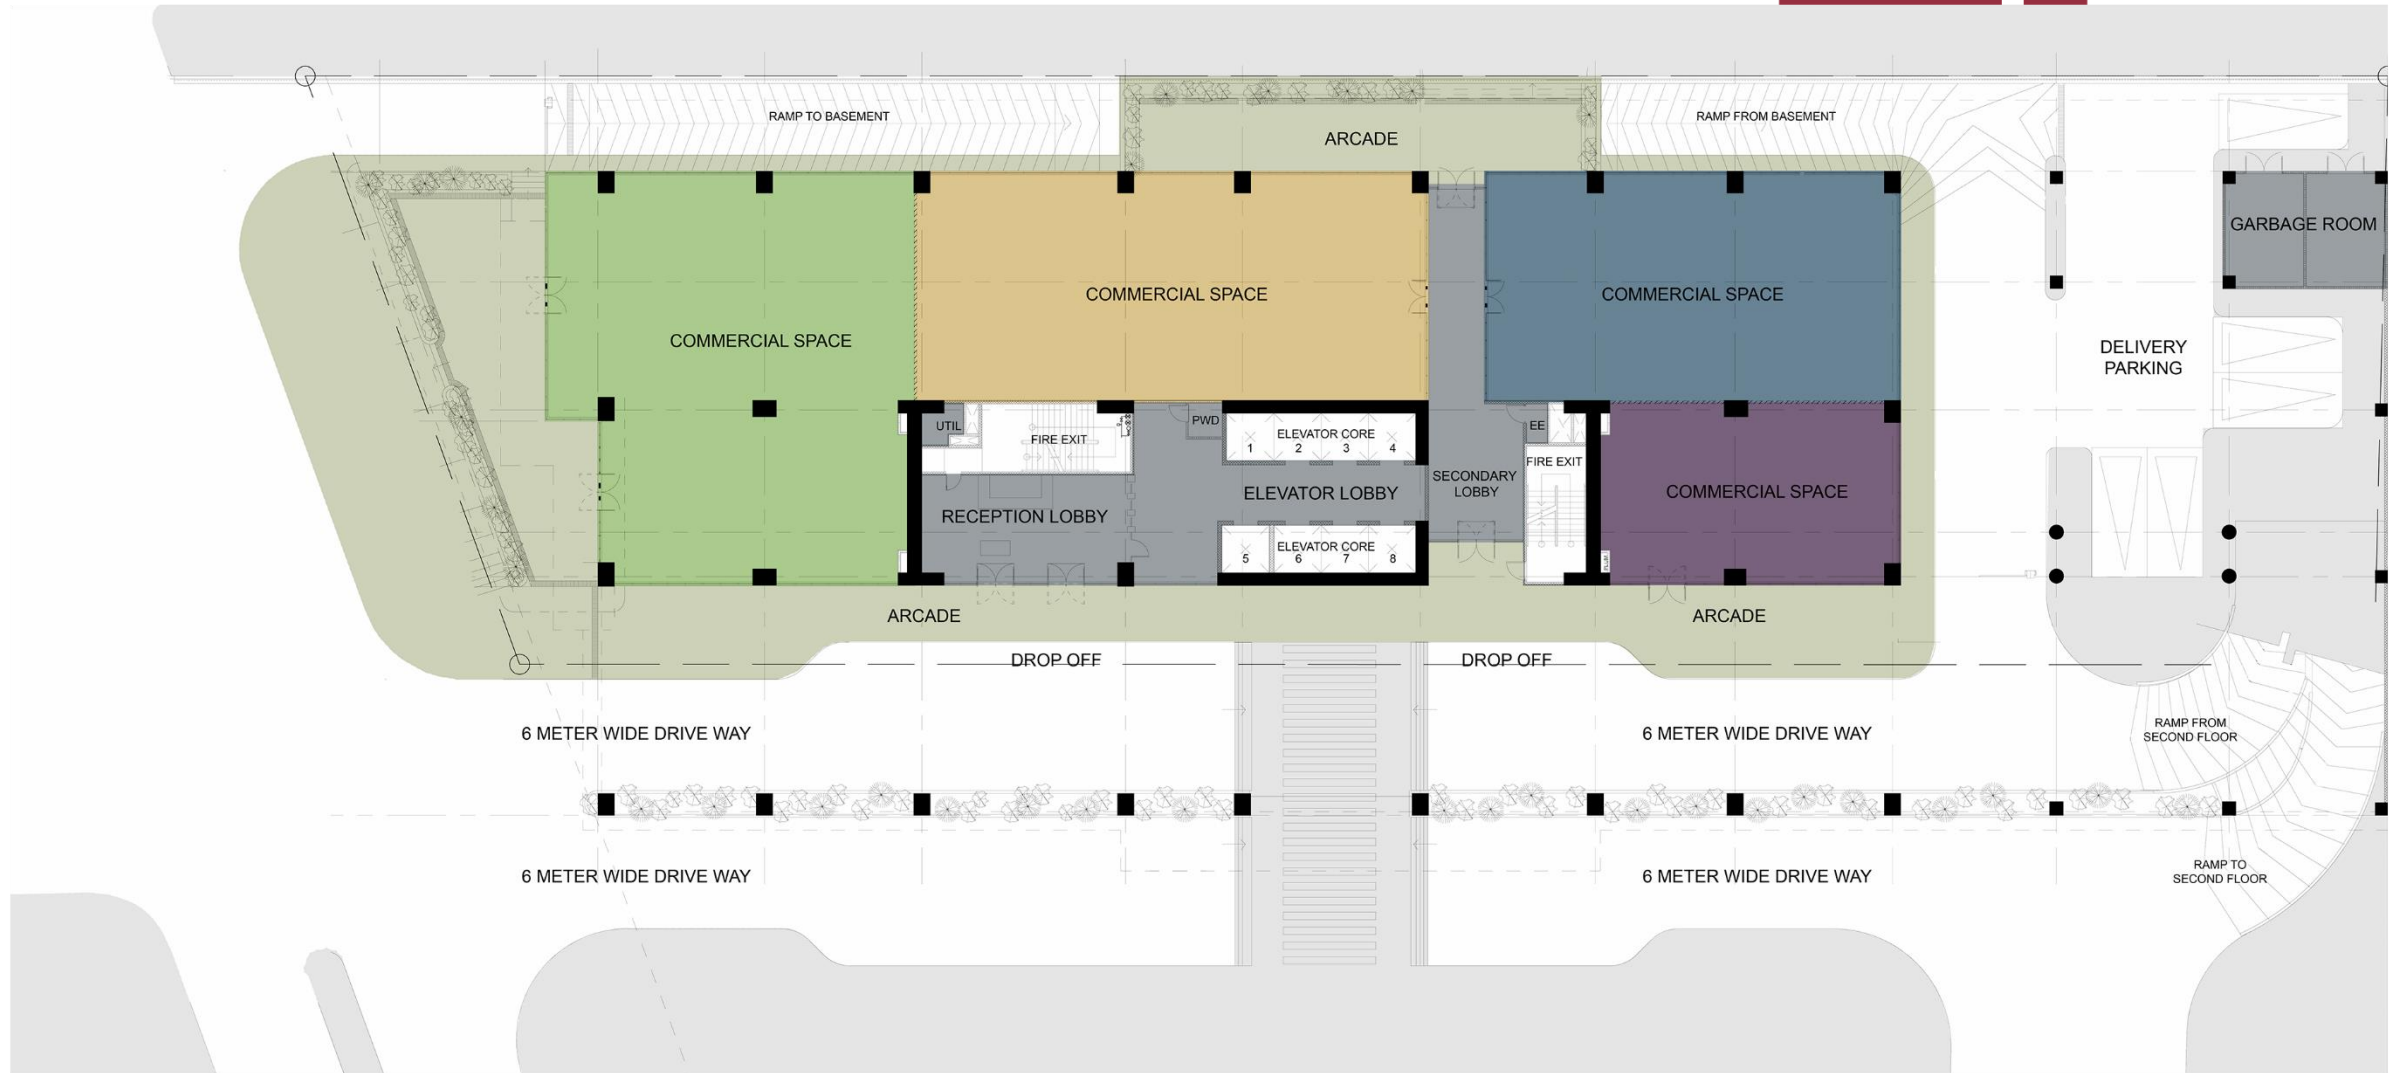 RAMP TO BASEMENT
RAMP FROM BASEMENT
ARCADE
GARBAGE ROOM
COMMERCIAL SPACE
COMMERCIAL SPACE
COMMERCIAL SPACE
DELIVERY
PARKING
UTIL
FIRE EXIT
PWD
ELEVATOR CORE
1
2
3
4
EE
FIRE EXIT
SECONDARY
LOBBY
COMMERCIAL SPACE
ELEVATOR LOBBY
RECEPTION LOBBY
ELEVATOR CORE
5
6
7
8
ARCADE
ARCADE
DROP OFF
DROP OFF
6 METER WIDE DRIVE WAY
6 METER WIDE DRIVE WAY
RAMP FROM
SECOND FLOOR
6 METER WIDE DRIVE WAY
6 METER WIDE DRIVE WAY
RAMP TO
SECOND FLOOR